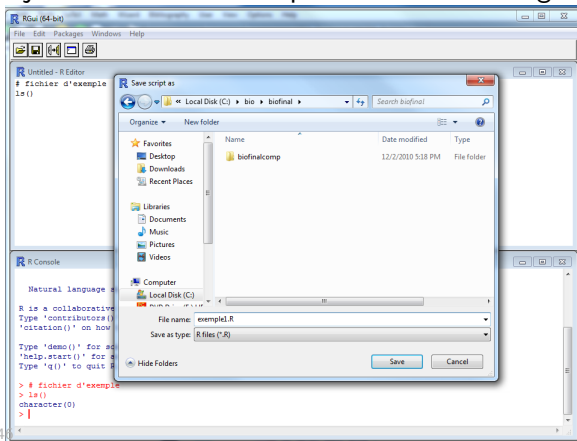 RGui (64-bit)
File Edit Packages Windows Help
Untitled - R Editor
# fichier d'exemple
ls()
Save script as
« Local Disk (C:) ▸ bio ▸ biofinal ▸
Search biofinal
Organize ▾ New folder
Favorites
Desktop
Downloads
Recent Places
Libraries
Documents
Music
Pictures
Videos
Computer
Local Disk (C:)
Name Date modified Type
biofinalcomp 12/2/2010 5:18 PM File folder
File name: exemple1.R
Save as type: R files (*.R)
Hide Folders Save Cancel
R Console
Natural language
R is a collaborative
Type 'contributors()
'citation()' on how
Type 'demo()' for
'help.start()' for
Type 'q()' to quit
> # fichier d'exemple
> ls()
character(0)
>